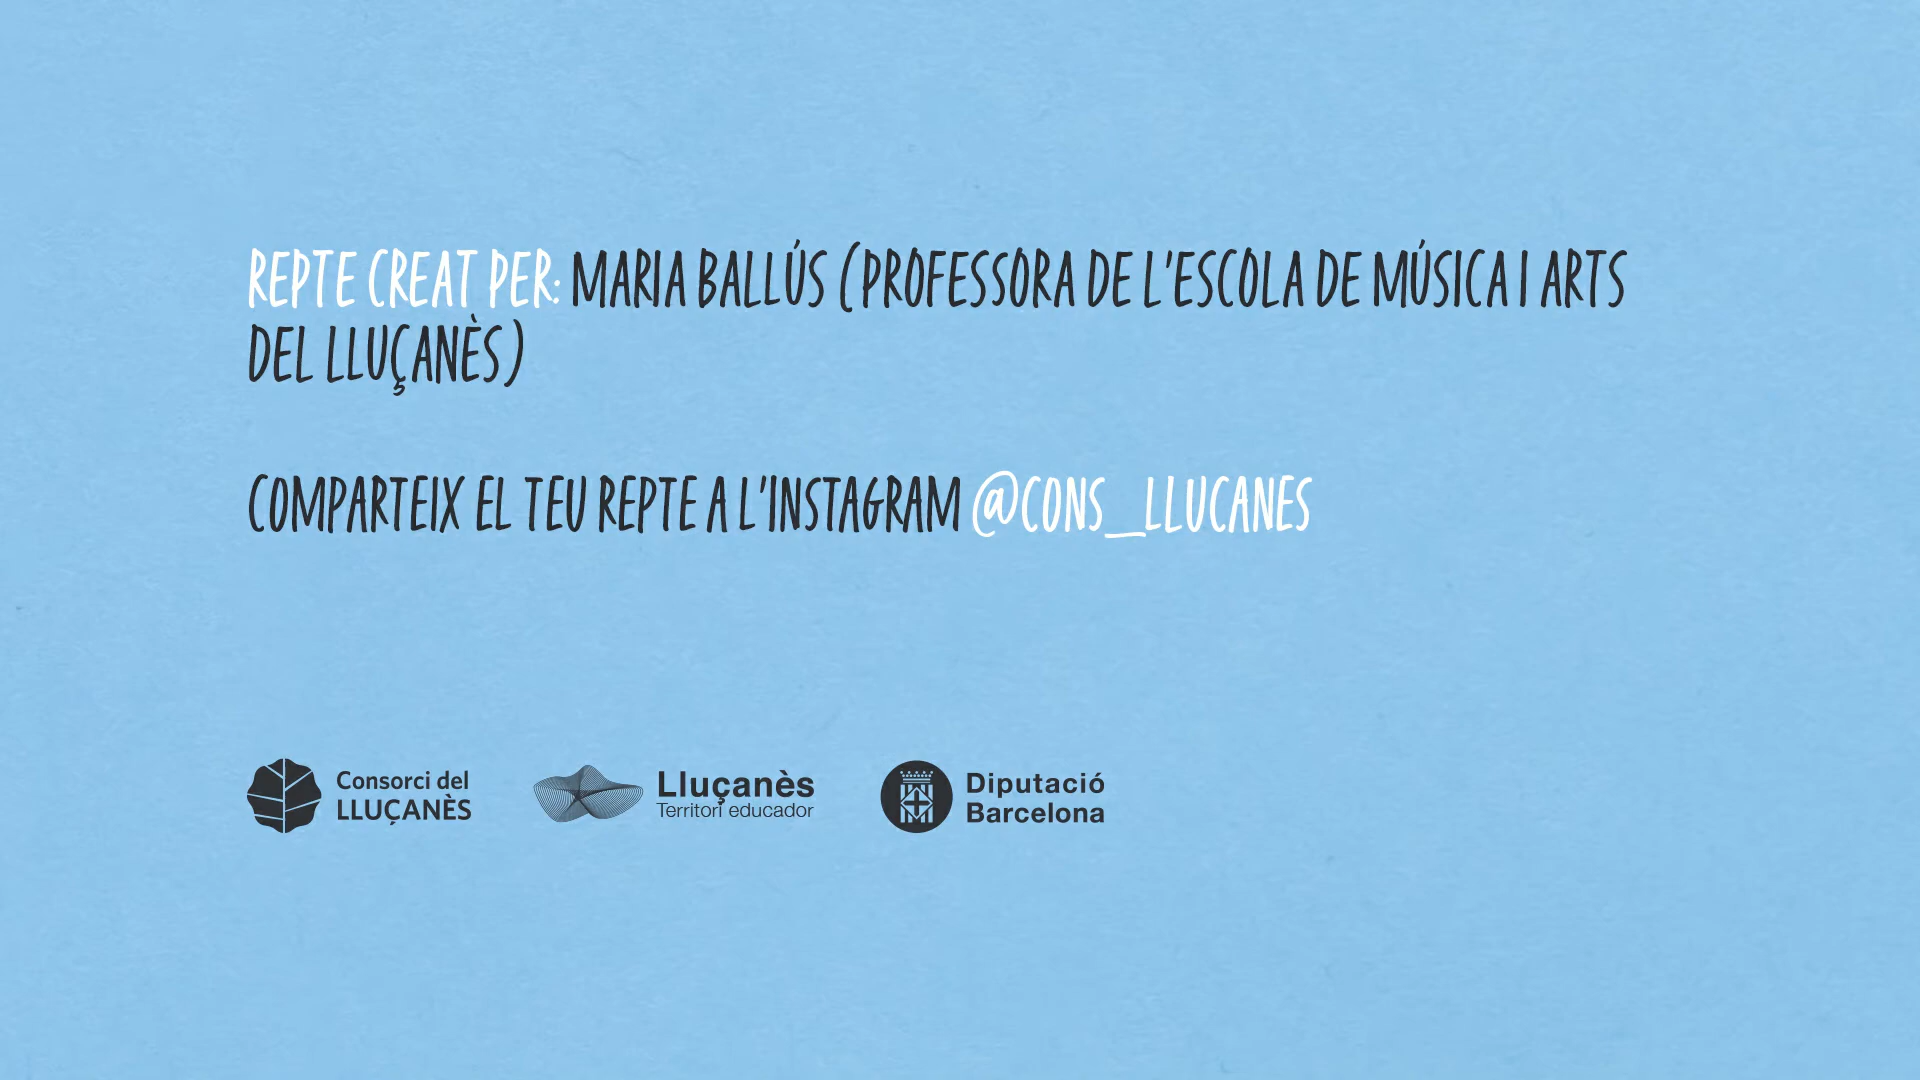 REPTE CREAT PER: MARIA BALLÚS (PROFESSORA DE L'ESCOLA DE MÚSICA I ARTS
DEL LLUÇANÈS)
COMPARTEIX EL TEU REPTE A L'INSTAGRAM @CONS_LLUCANES
Consorci del
LLUÇANÈS
Lluçanès
Territori educador
Diputació
Barcelona